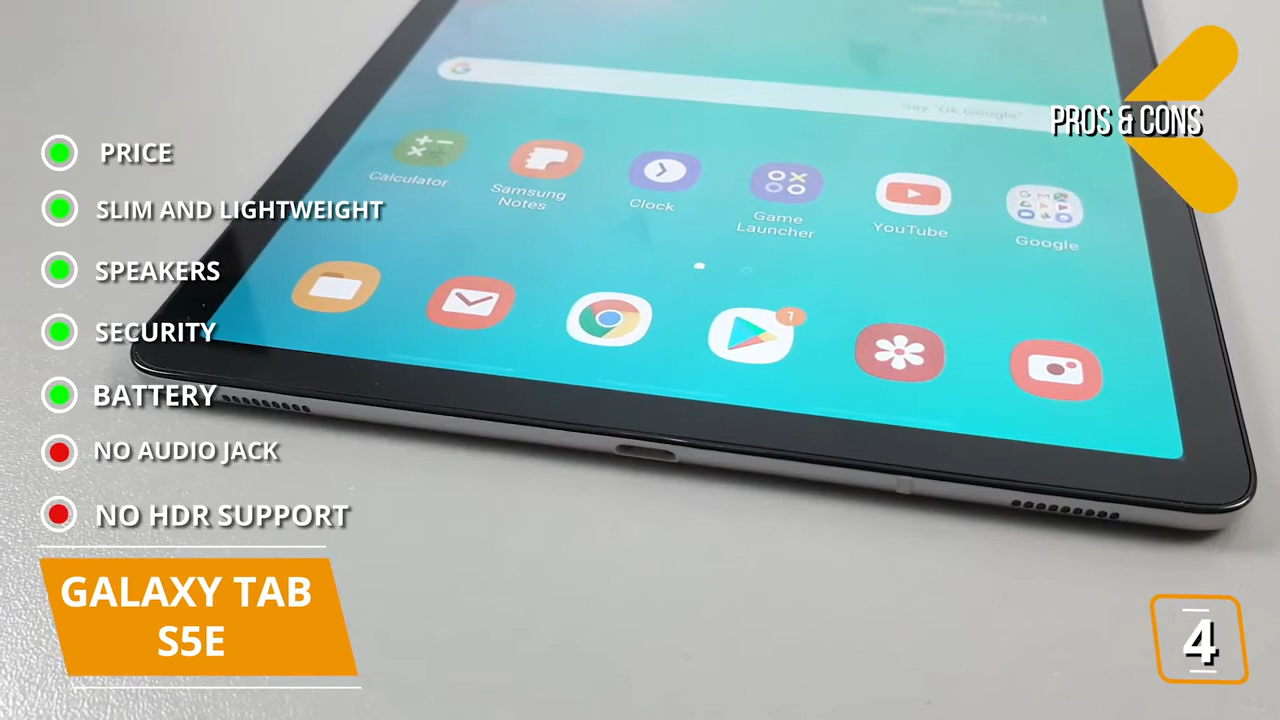 PROS & CONS
PRICE
SLIM AND LIGHTWEIGHT
SPEAKERS
SECURITY
BATTERY
NO AUDIO JACK
NO HDR SUPPORT
GALAXY TAB
S5E
4
say "Ok Google"
Calculator
Samsung
Notes
Clock
Game
Launcher
YouTube
Google
1